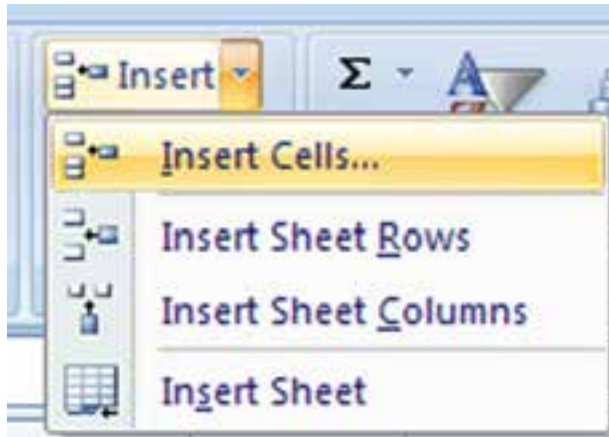 Insert Σ
Insert Cells...
Insert Sheet Rows
Insert Sheet Columns
Insert Sheet